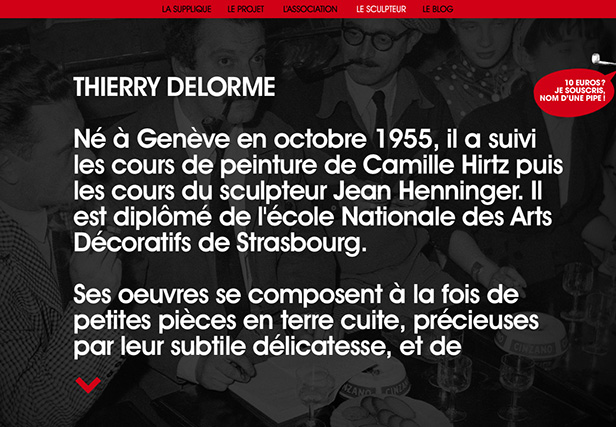 LA SUPPLIQUE LE PROJET L'ASSOCIATION LE SCULPTEUR LE BLOG
10 EUROS ?
JE SOUSCRIS,
NOM D'UNE PIPE !
THIERRY DELORME
Né à Genève en octobre 1955, il a suivi
les cours de peinture de Camille Hirtz puis
les cours du sculpteur Jean Henninger. Il
est diplômé de l'école Nationale des Arts
Décoratifs de Strasbourg.
Ses oeuvres se composent à la fois de
petites pièces en terre cuite, précieuses
par leur subtile délicatesse, et de
CINZANO
CINZANO